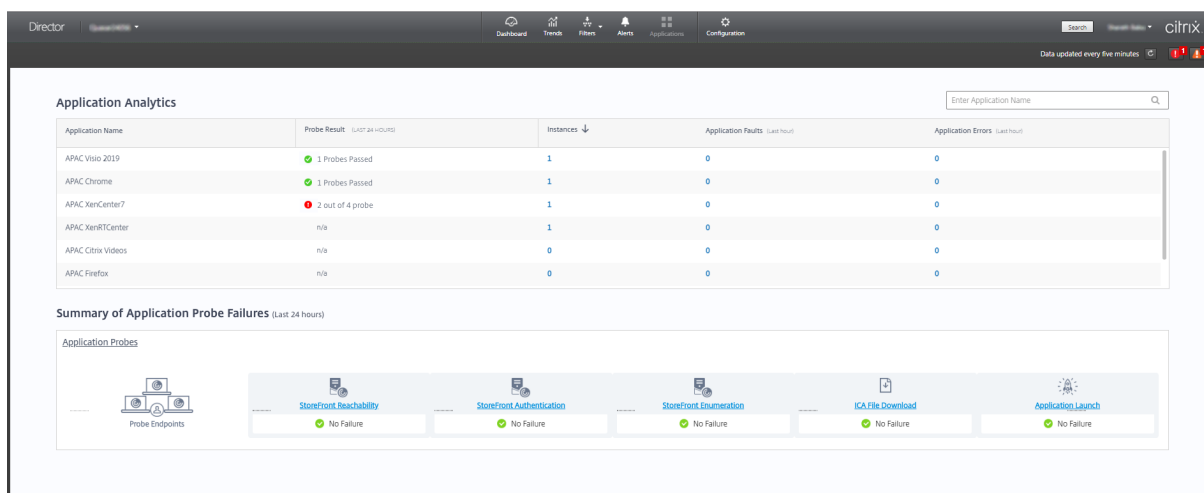 Director
Dashboard Trends Filters Alerts Applications Configuration
Search
citrix
Data updated every five minutes
1
Application Analytics
Enter Application Name
Application Name Probe Result (LAST 24 HOURS) Instances Application Faults (Last hour) Application Errors (Last hour)
APAC Visio 2019 1 Probes Passed 1 0 0
APAC Chrome 1 Probes Passed 1 0 0
APAC XenCenter7 2 out of 4 probe 1 0 0
APAC XenRTCenter n/a 1 0 0
APAC Citrix Videos n/a 0 0 0
APAC Firefox n/a 0 0 0
Summary of Application Probe Failures (Last 24 hours)
Application Probes
Probe Endpoints
StoreFront Reachability StoreFront Authentication StoreFront Enumeration ICA File Download Application Launch
No Failure No Failure No Failure No Failure No Failure